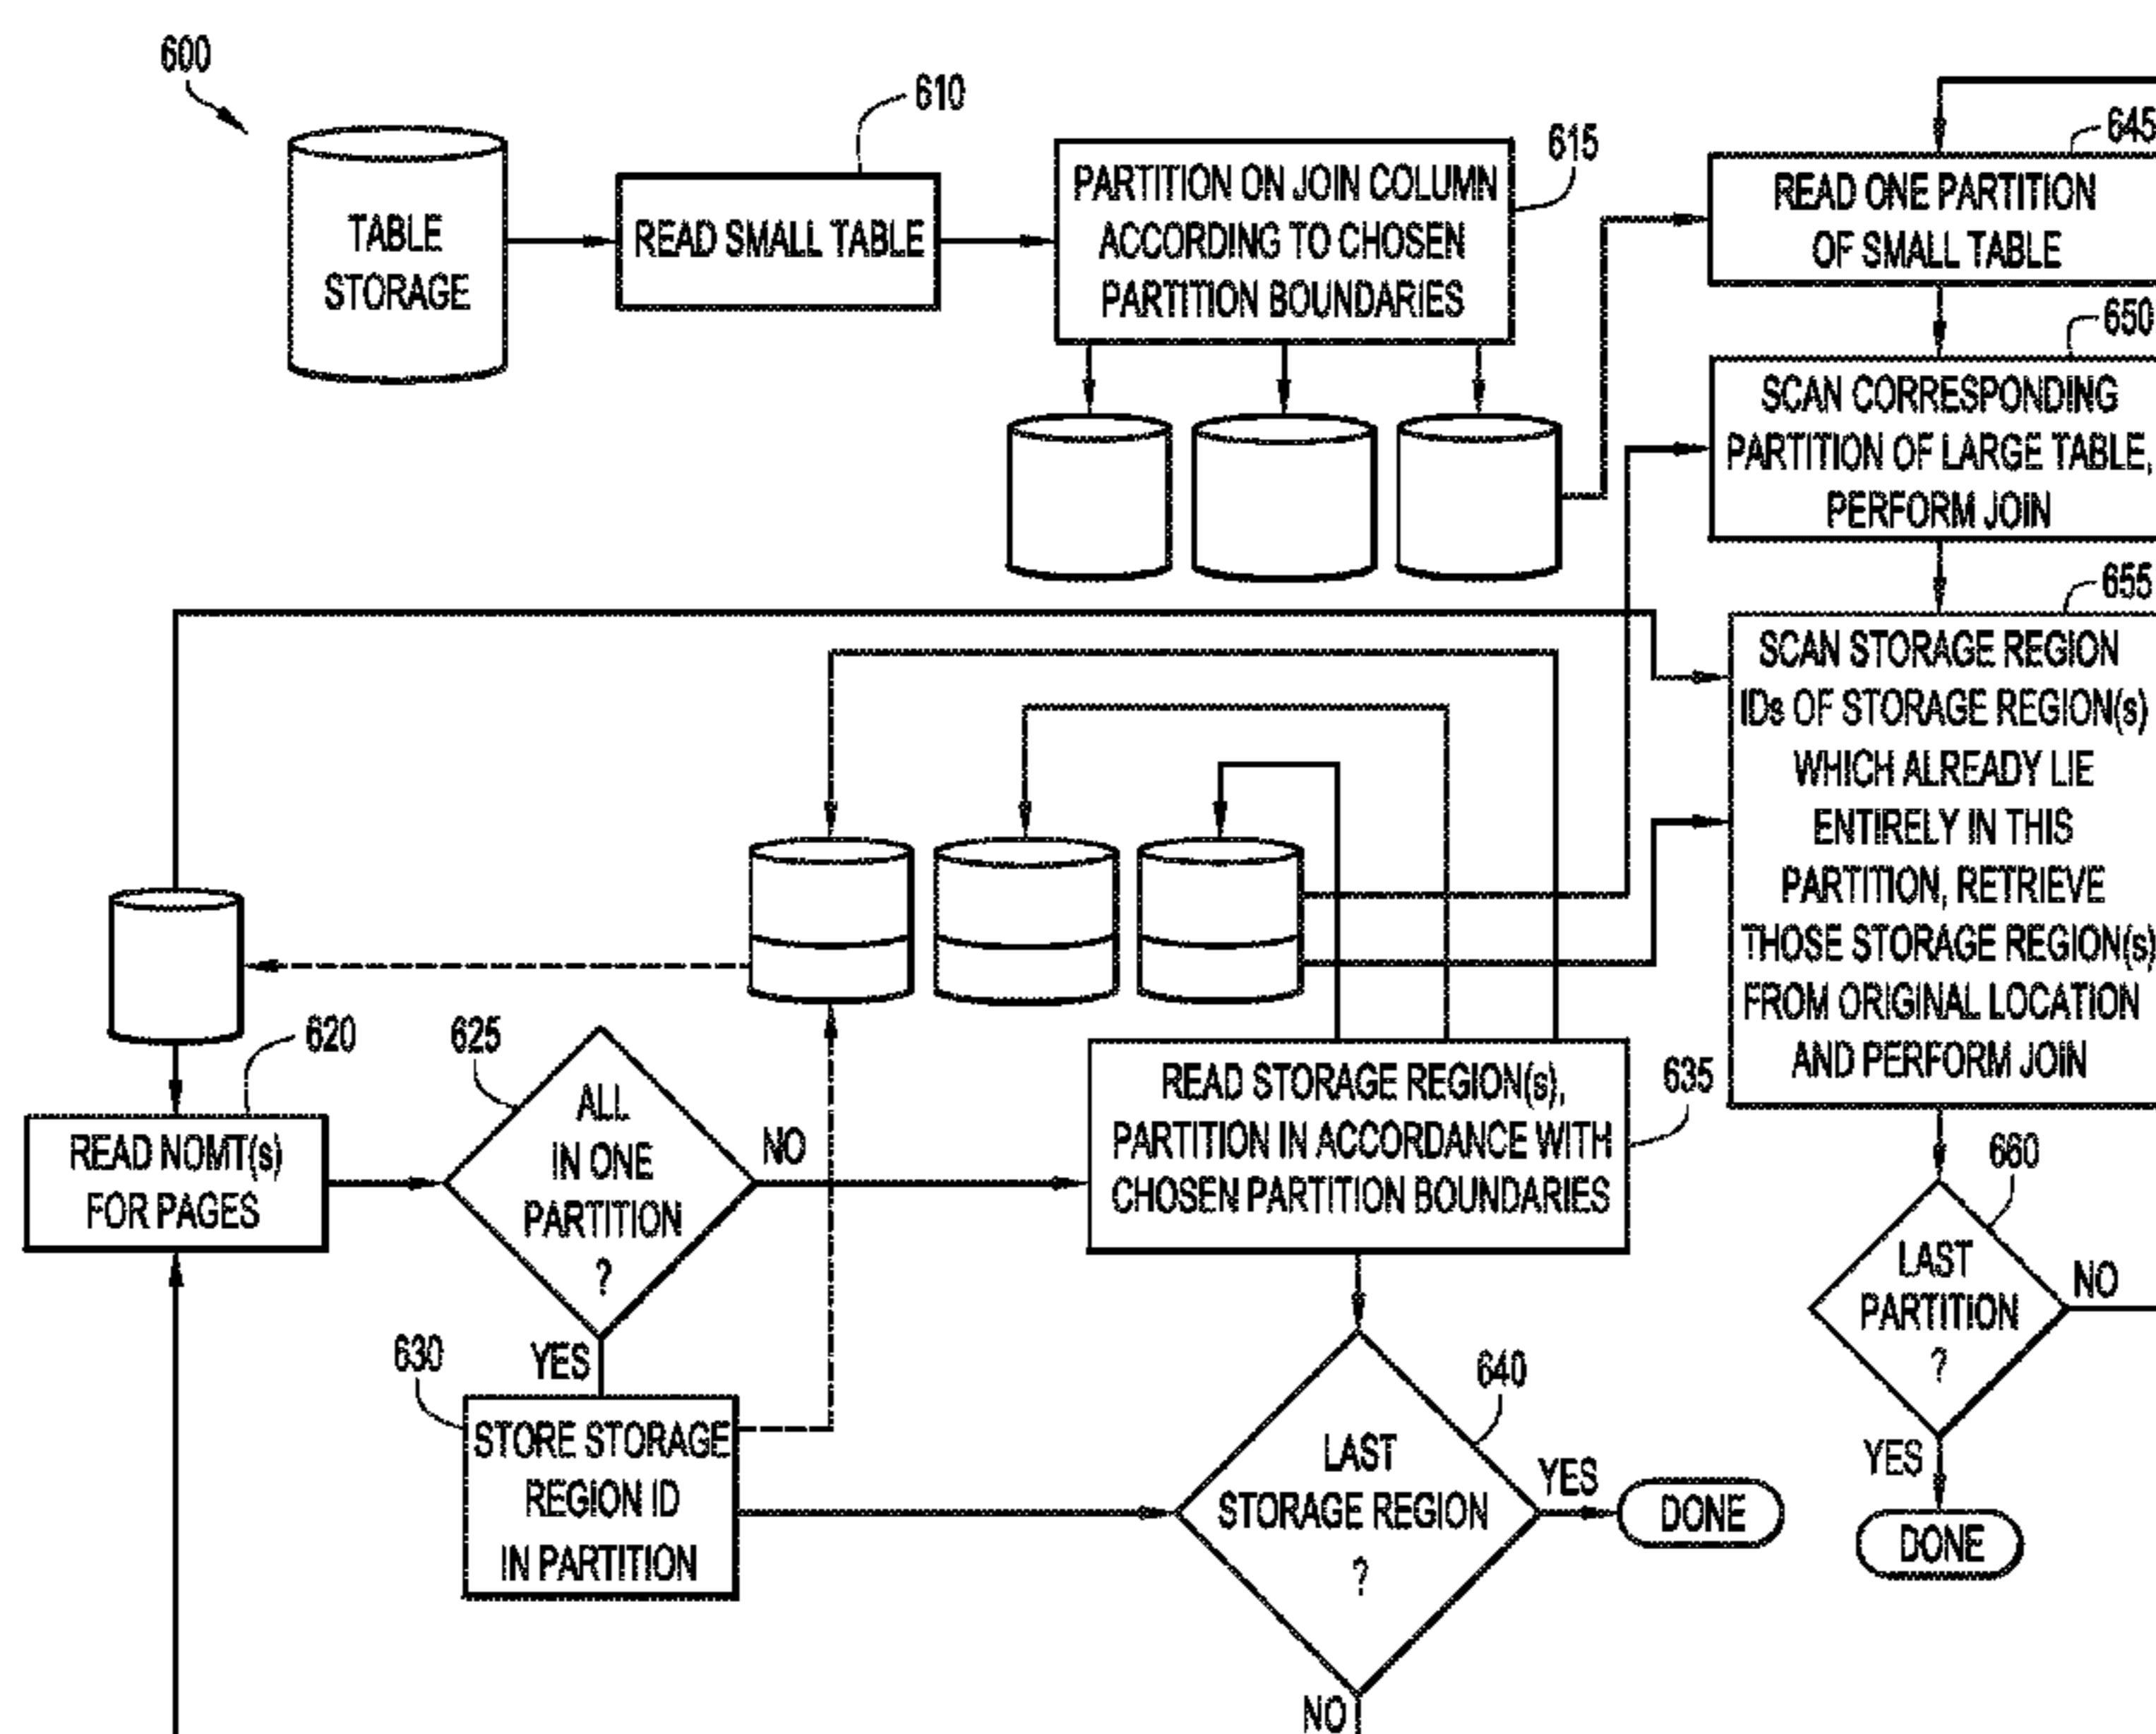 600
TABLE
STORAGE
610
READ SMALL TABLE
615
PARTITION ON JOIN COLUMN
ACCORDING TO CHOSEN
PARTITION BOUNDARIES
645
READ ONE PARTITION
OF SMALL TABLE
650
SCAN CORRESPONDING
PARTITION OF LARGE TABLE,
PERFORM JOIN
655
SCAN STORAGE REGION
IDs OF STORAGE REGION(s)
WHICH ALREADY LIE
ENTIRELY IN THIS
PARTITION, RETRIEVE
THOSE STORAGE REGION(s)
FROM ORIGINAL LOCATION
AND PERFORM JOIN
620
READ NOMT(s)
FOR PAGES
625
ALL
IN ONE
PARTITION
?
NO
YES
630
STORE STORAGE
REGION ID
IN PARTITION
635
READ STORAGE REGION(s),
PARTITION IN ACCORDANCE WITH
CHOSEN PARTITION BOUNDARIES
640
LAST
STORAGE REGION
?
YES
DONE
NO
660
LAST
PARTITION
?
NO
YES
DONE